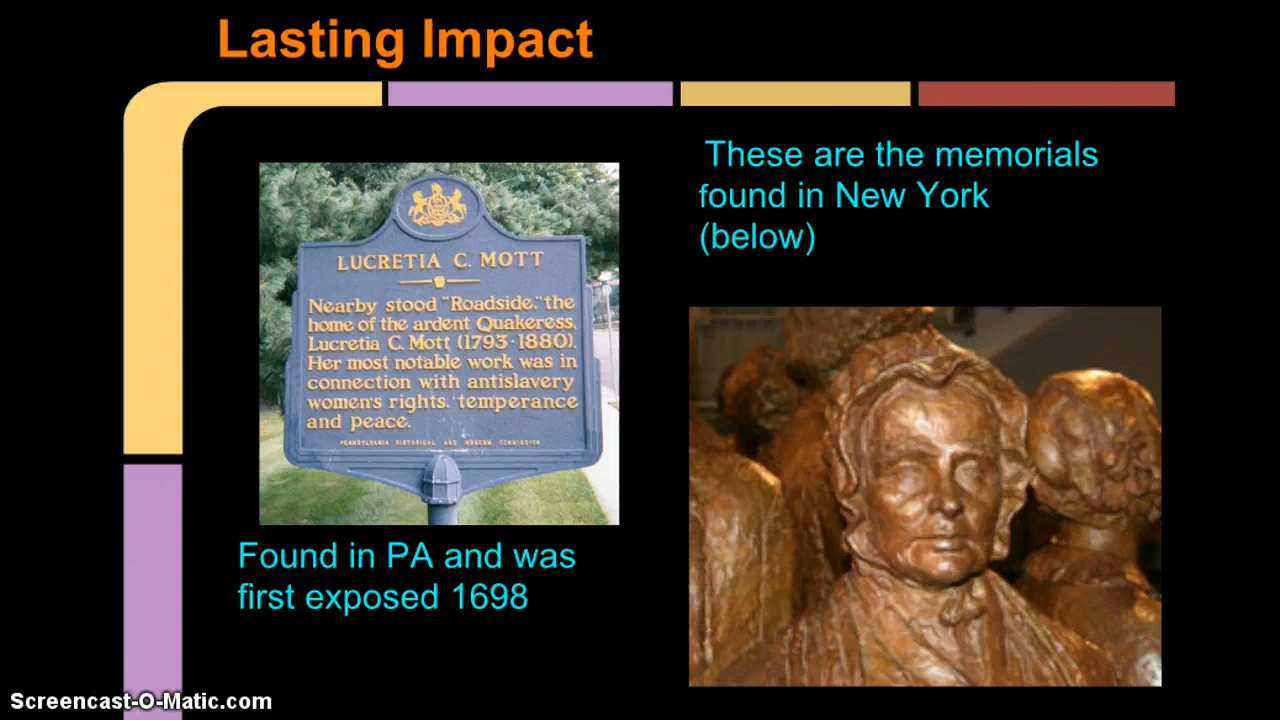 Lasting Impact
LUCRETIA C. MOTT
Nearby stood "Roadside," the
home of the ardent Quakeress,
Lucretia C. Mott (1793-1880).
Her most notable work was in
connection with antislavery
women's rights, temperance
and peace.
PENNSYLVANIA HISTORICAL AND MUSEUM COMMISSION
Found in PA and was
first exposed 1698
These are the memorials
found in New York
(below)
Screencast-O-Matic.com